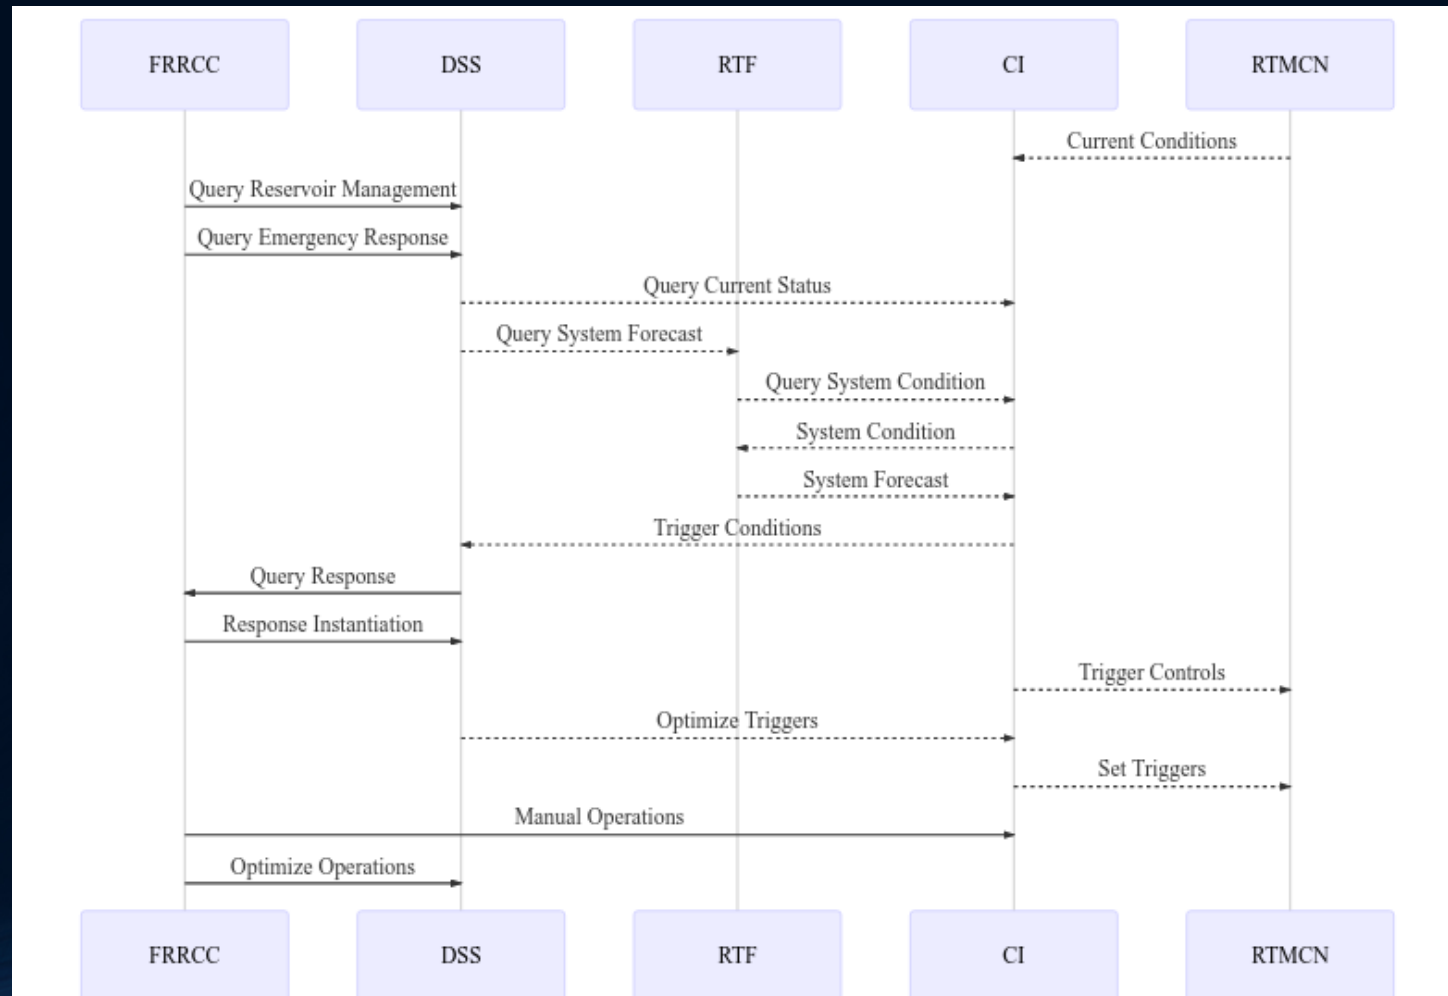 FRRCC
DSS
RTF
CI
RTMCN
Current Conditions
Query Reservoir Management
Query Emergency Response
Query Current Status
Query System Forecast
Query System Condition
System Condition
System Forecast
Trigger Conditions
Query Response
Response Instantiation
Trigger Controls
Optimize Triggers
Set Triggers
Manual Operations
Optimize Operations
FRRCC
DSS
RTF
CI
RTMCN